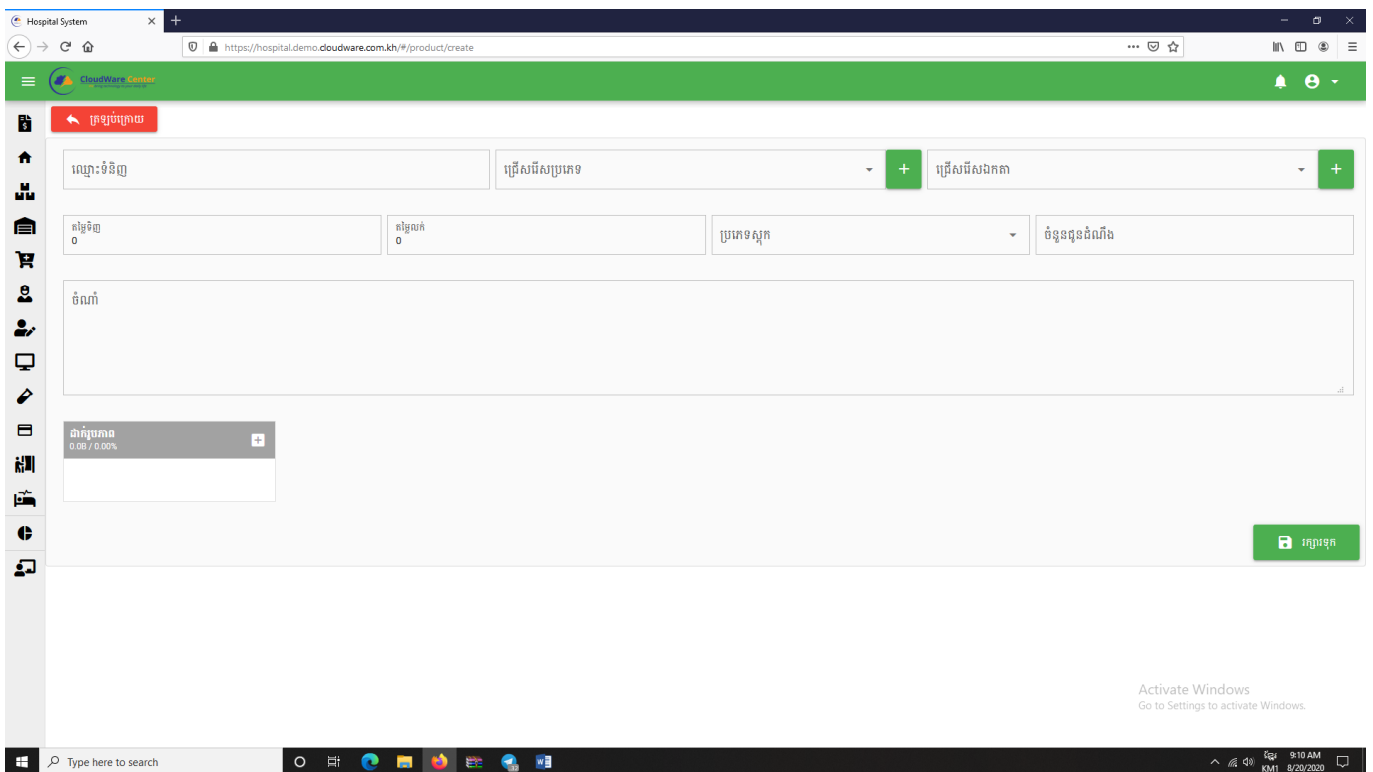 Hospital System
https://hospital.demo.cloudware.com.kh/#/product/create
CloudWare Center
ត្រឡប់ក្រោយ
ឈ្មោះទំនិញ
ជ្រើសរើសប្រភេទ
ជ្រើសរើសឯកតា
តម្លៃទិញ
0
តម្លៃលក់
0
ប្រភេទស្តុក
ចំនួនជូនដំណឹង
ចំណាំ
ដាក់រូបភាព
0.0B / 0.00%
រក្សារទុក
Activate Windows
Go to Settings to activate Windows.
Type here to search
ខ្មែរ
KM1
9:10 AM
8/20/2020